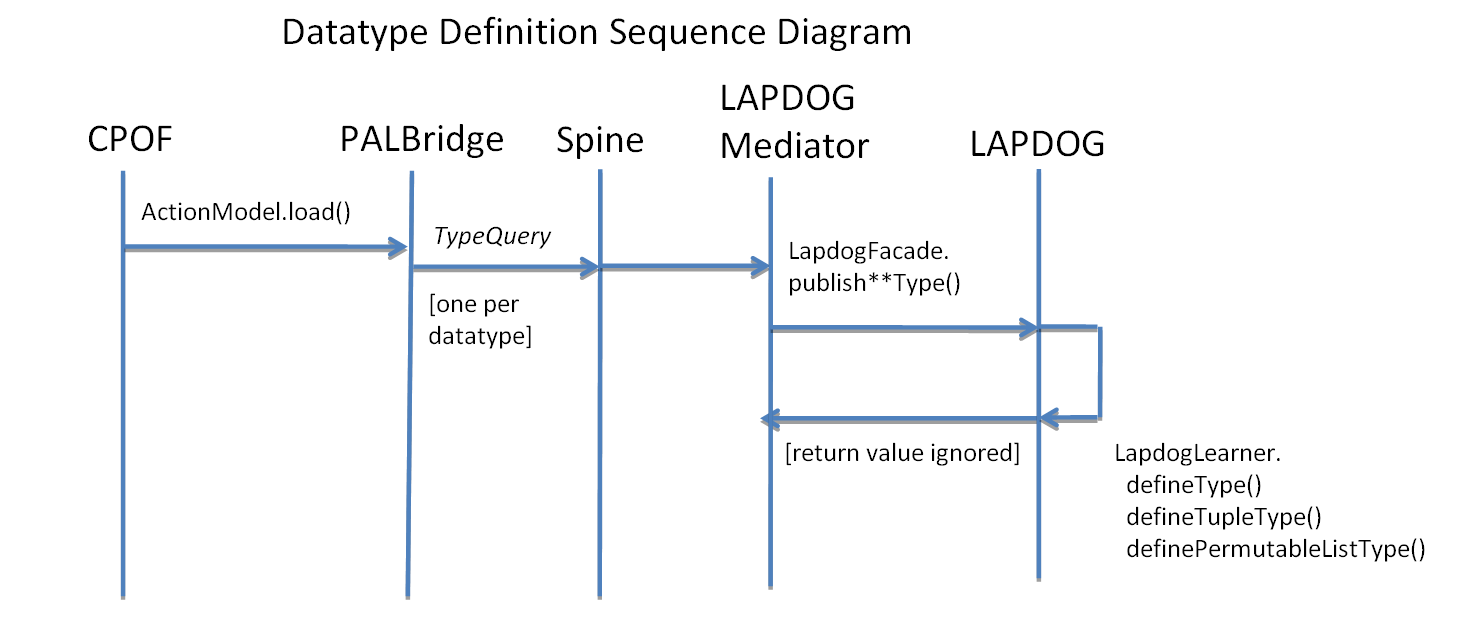 Datatype Definition Sequence Diagram
CPOF
PALBridge
Spine
LAPDOG
Mediator
LAPDOG
ActionModel.load()
TypeQuery
[one per
datatype]
LapdogFacade.
publish**Type()
[return value ignored]
LapdogLearner.
defineType()
defineTupleType()
definePermutableListType()